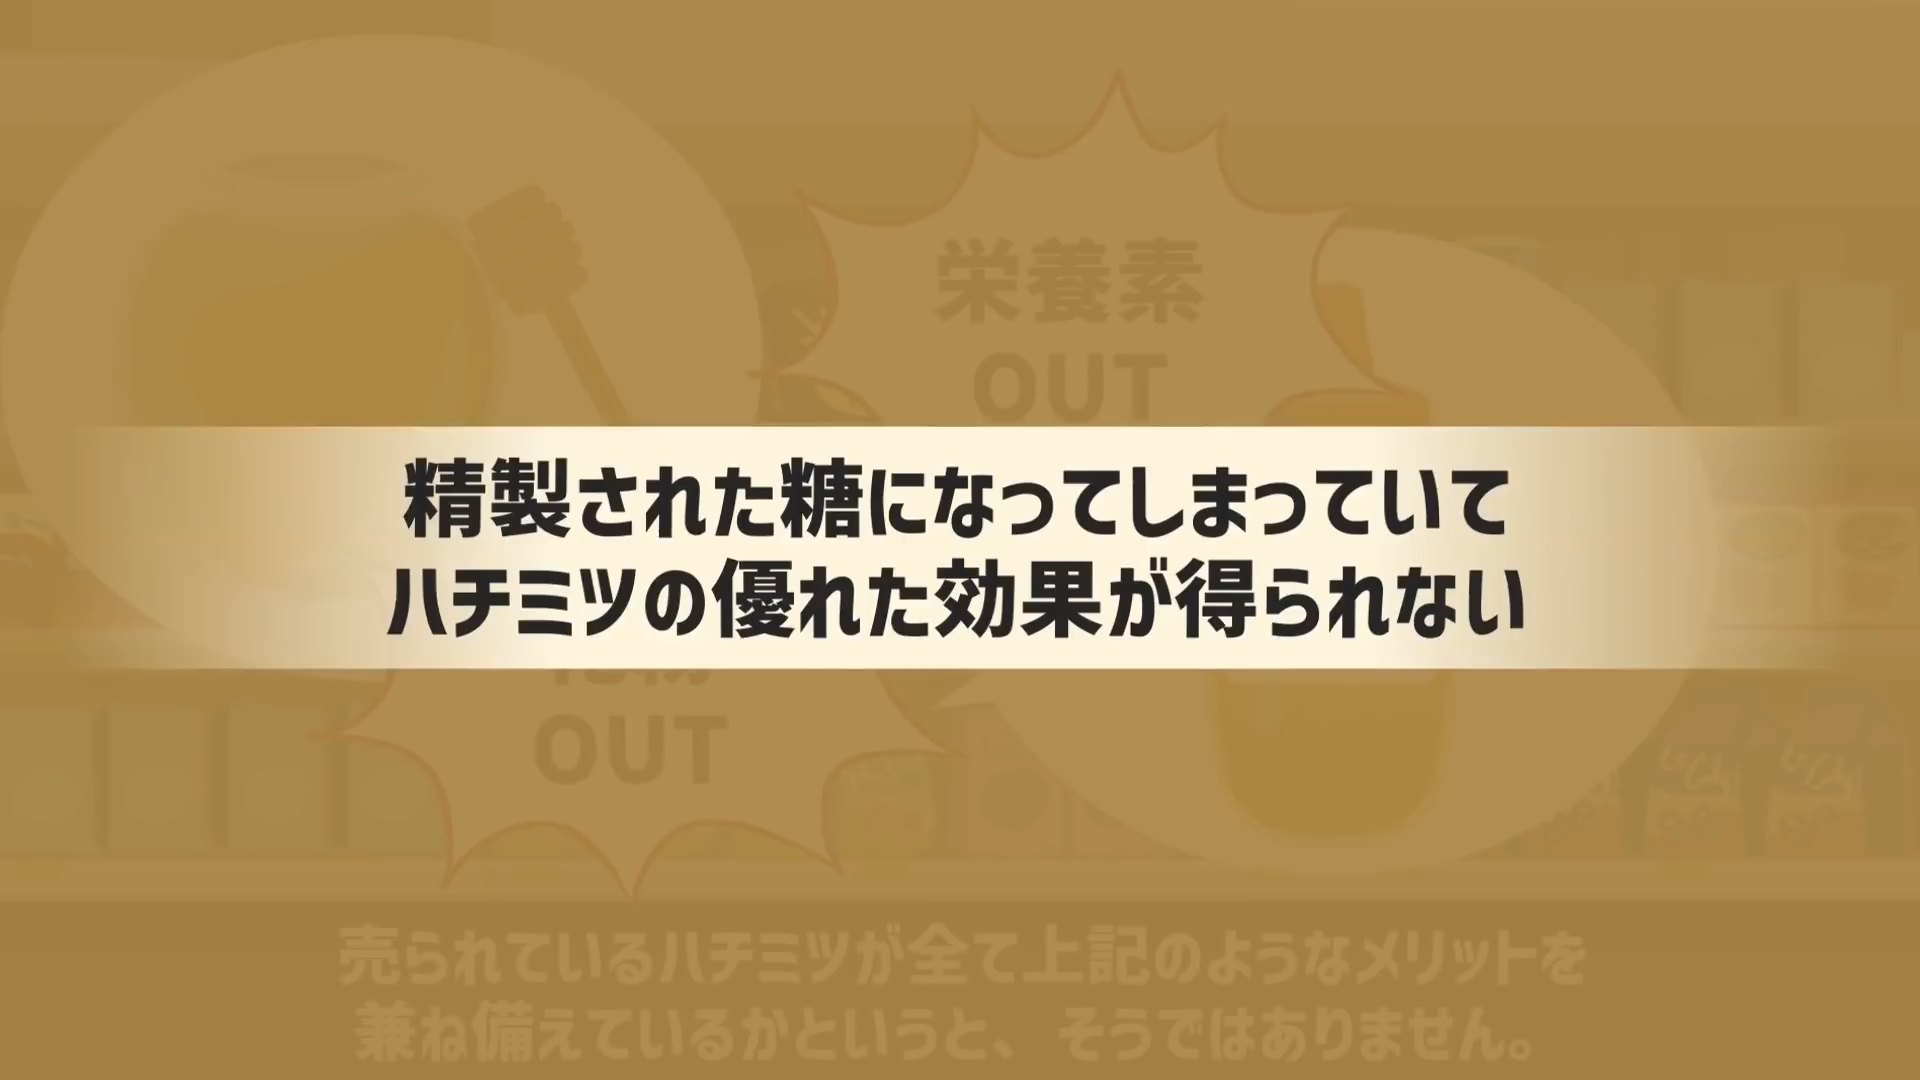 栄養素
OUT
精製された糖になってしまっていて
ハチミツの優れた効果が得られない
OUT
売られているハチミツが全て上記のようなメリットを
兼ね備えているかというと、そうではありません。